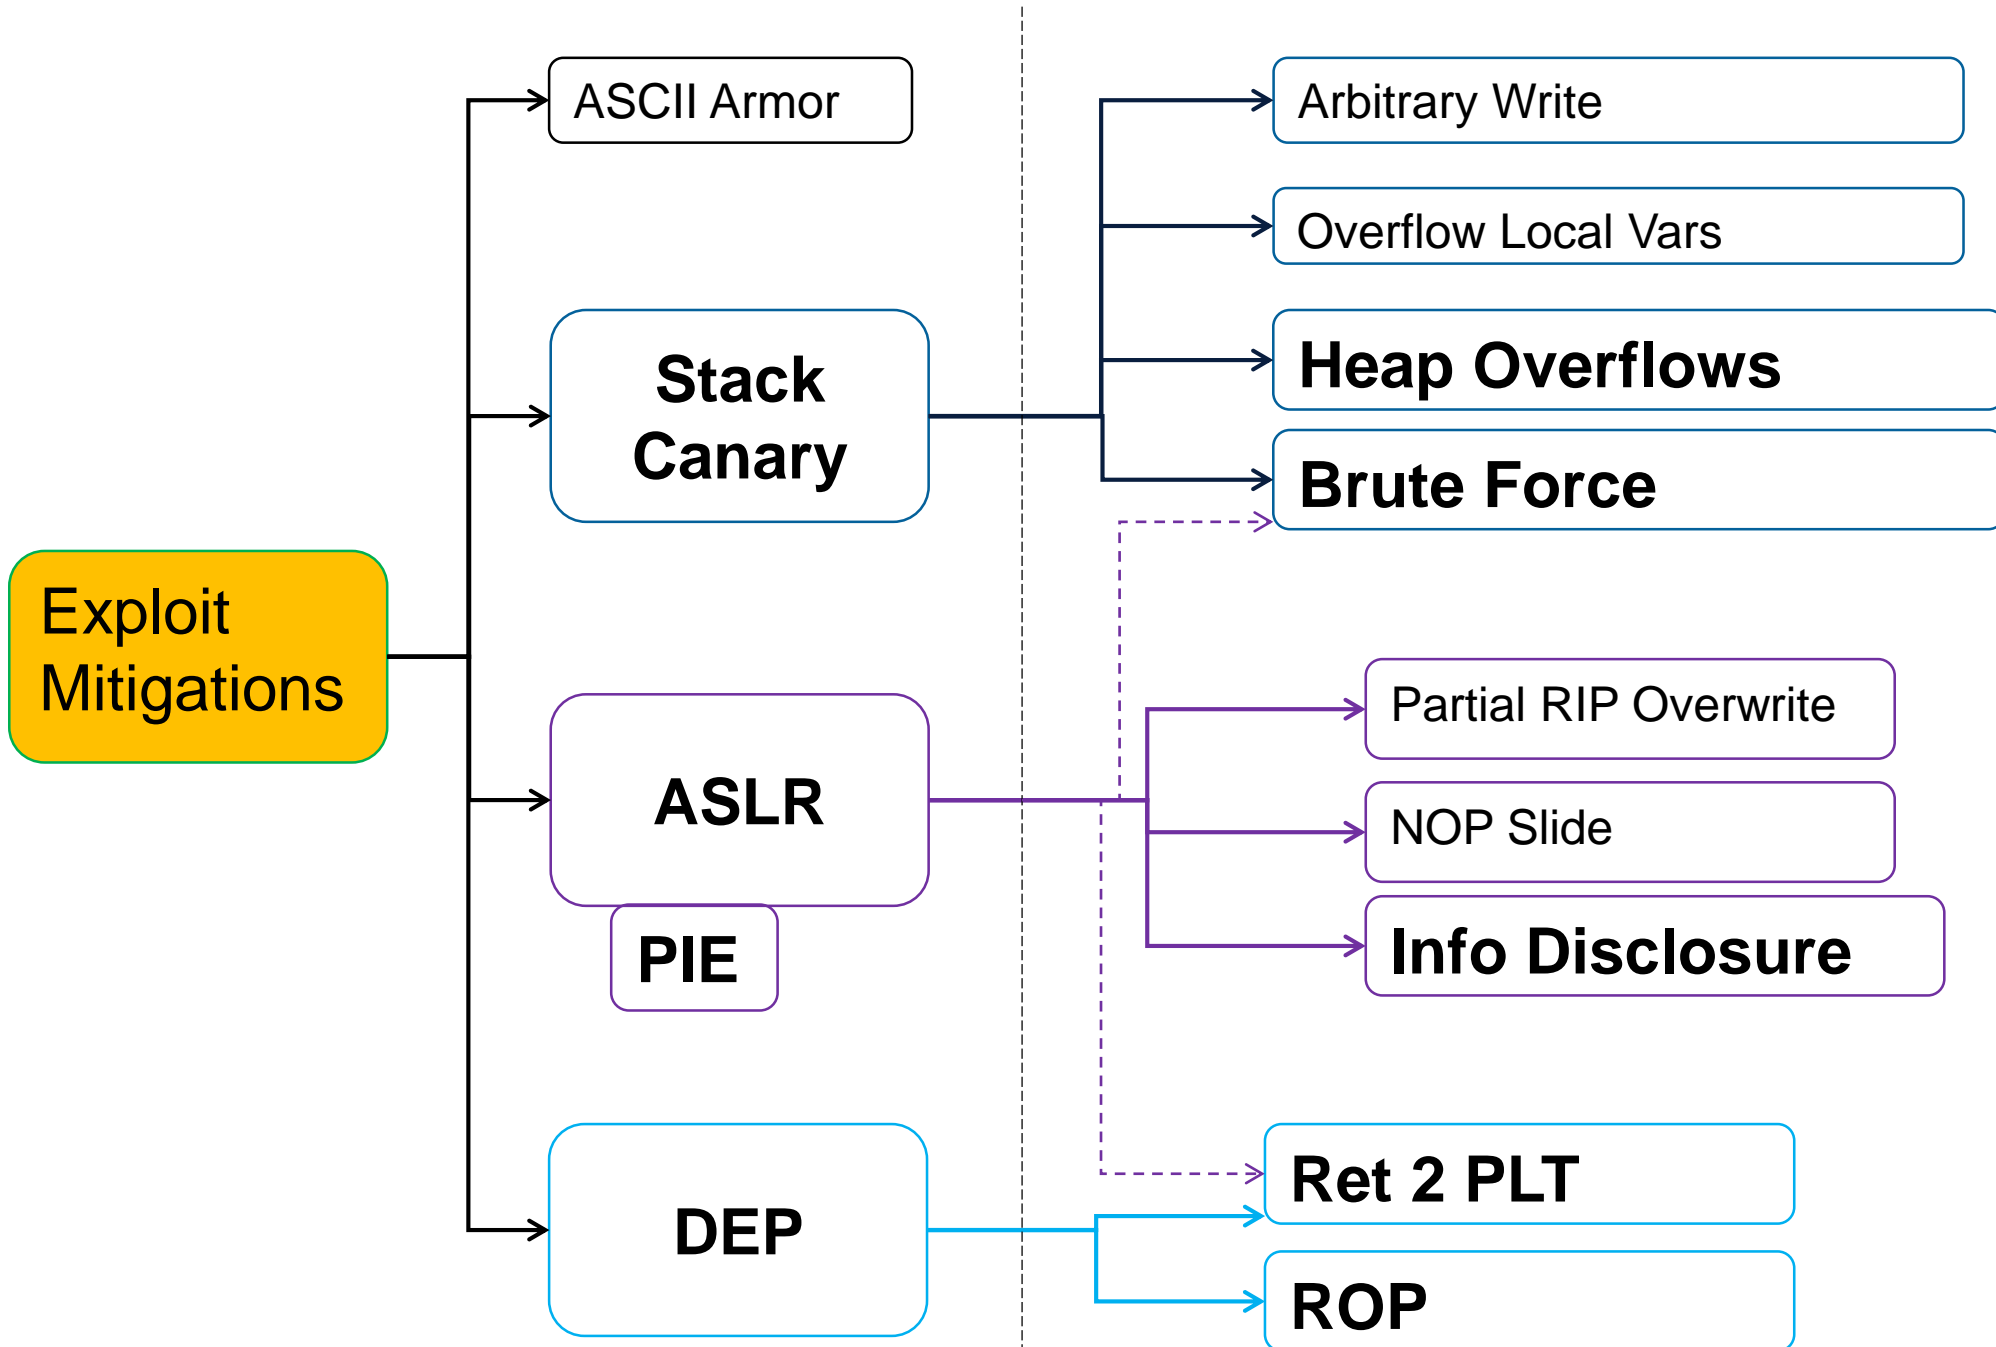 ASCII Armor
Arbitrary Write
Overflow Local Vars
Stack
Canary
Heap Overflows
Brute Force
Exploit
Mitigations
ASLR
PIE
Partial RIP Overwrite
NOP Slide
Info Disclosure
DEP
Ret 2 PLT
ROP